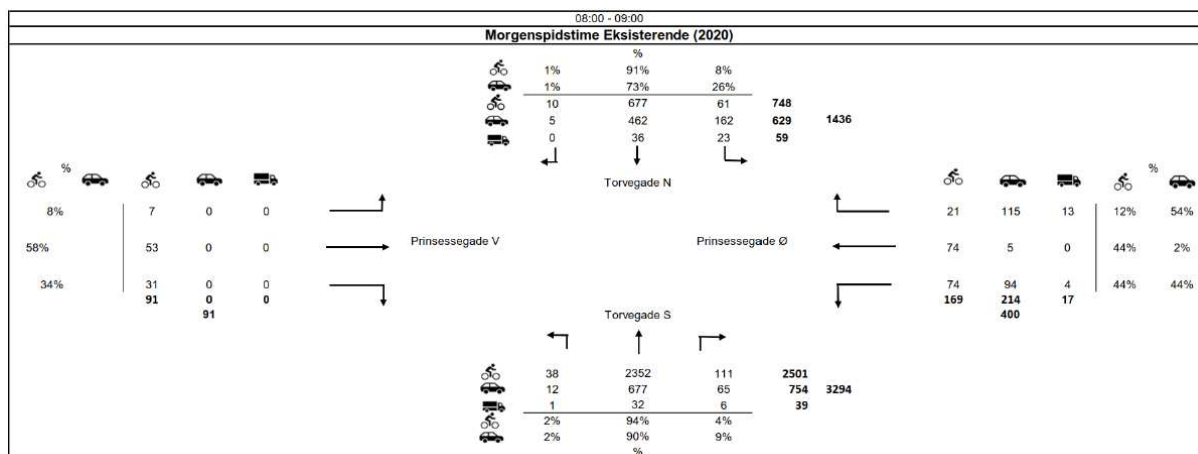 08:00 - 09:00
Morgenspidstime Eksisterende (2020)
%
1% 91% 8%
1% 73% 26%
10 677 61 748
5 462 162 629 1436
0 36 23 59
Torvegade N
%
8% 7 0 0
58% 53 0 0
34% 31 0 0
91 0 0
91
Prinsessegade V
Prinsessegade Ø
%
21 115 13 12% 54%
74 5 0 44% 2%
74 94 4 44% 44%
169 214 17
400
Torvegade S
38 2352 111 2501
12 677 65 754 3294
1 32 6 39
2% 94% 4%
2% 90% 9%
%